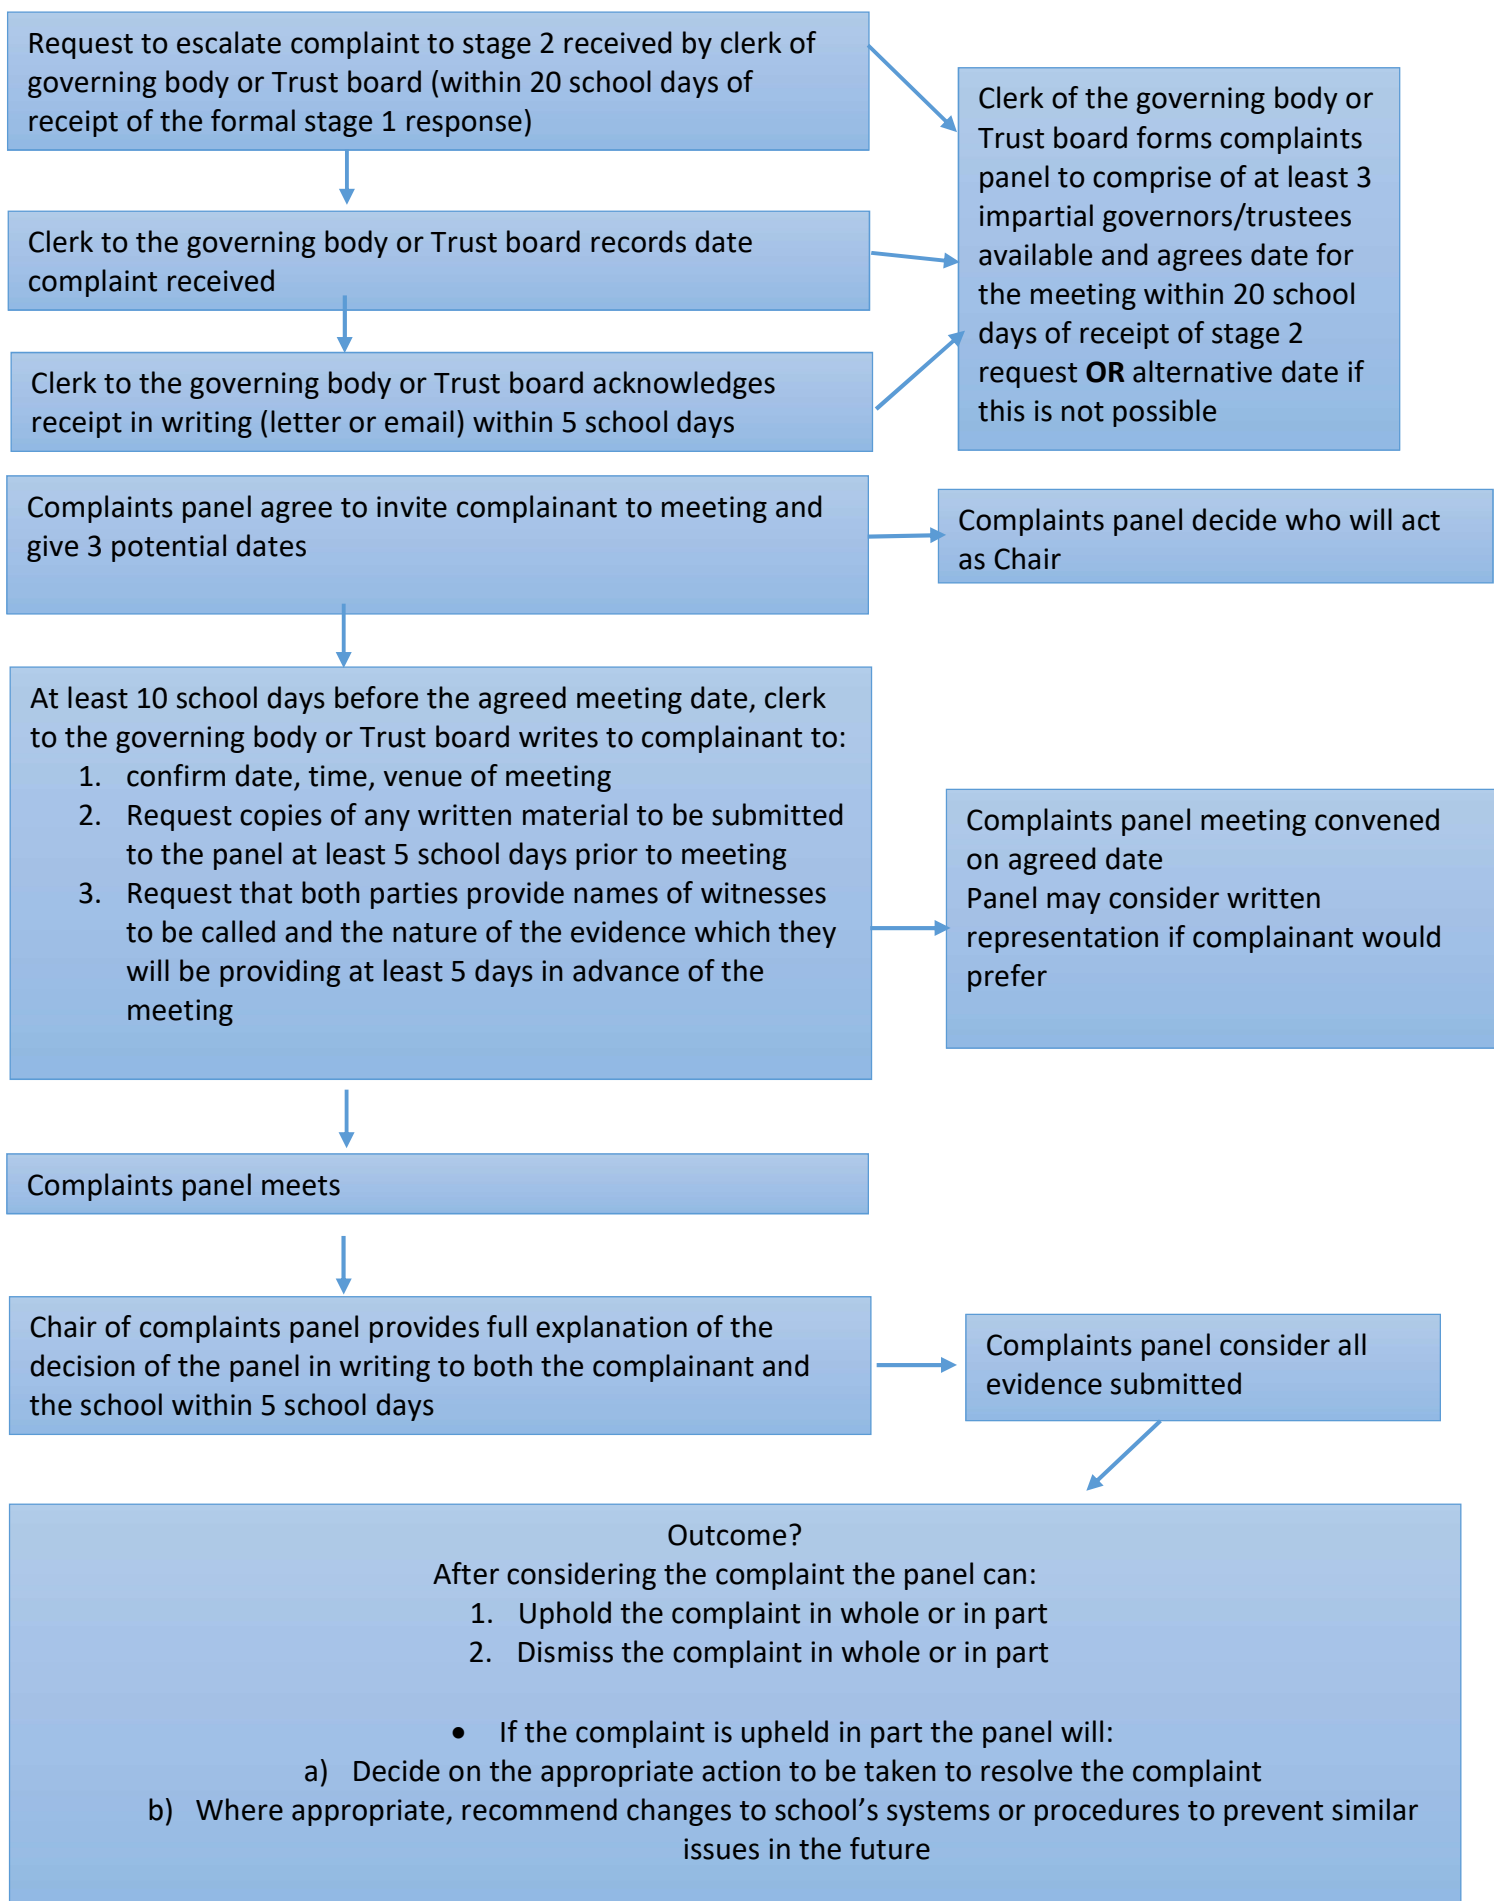 Request to escalate complaint to stage 2 received by clerk of
governing body or Trust board (within 20 school days of
receipt of the formal stage 1 response)
Clerk of the governing body or
Trust board forms complaints
panel to comprise of at least 3
impartial governors/trustees
available and agrees date for
the meeting within 20 school
days of receipt of stage 2
request OR alternative date if
this is not possible
Clerk to the governing body or Trust board records date
complaint received
Clerk to the governing body or Trust board acknowledges
receipt in writing (letter or email) within 5 school days
Complaints panel agree to invite complainant to meeting and
give 3 potential dates
Complaints panel decide who will act
as Chair
At least 10 school days before the agreed meeting date, clerk
to the governing body or Trust board writes to complainant to:
1. confirm date, time, venue of meeting
2. Request copies of any written material to be submitted
to the panel at least 5 school days prior to meeting
3. Request that both parties provide names of witnesses
to be called and the nature of the evidence which they
will be providing at least 5 days in advance of the
meeting
Complaints panel meeting convened
on agreed date
Panel may consider written
representation if complainant would
prefer
Complaints panel meets
Chair of complaints panel provides full explanation of the
decision of the panel in writing to both the complainant and
the school within 5 school days
Complaints panel consider all
evidence submitted
Outcome?
After considering the complaint the panel can:
1. Uphold the complaint in whole or in part
2. Dismiss the complaint in whole or in part
• If the complaint is upheld in part the panel will:
a) Decide on the appropriate action to be taken to resolve the complaint
b) Where appropriate, recommend changes to school’s systems or procedures to prevent similar
issues in the future